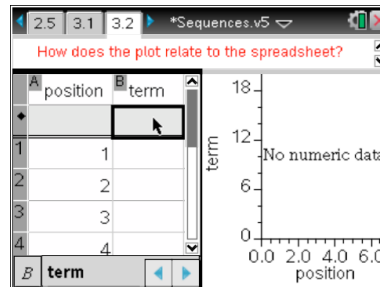 2.5 3.1 3.2 *Sequences.v5
How does the plot relate to the spreadsheet?
A position B term
◆
1 1
2 2
3 3
4 4
B term
term
18
12
6
0
No numeric data
0.0 2.0 4.0 6.0
position